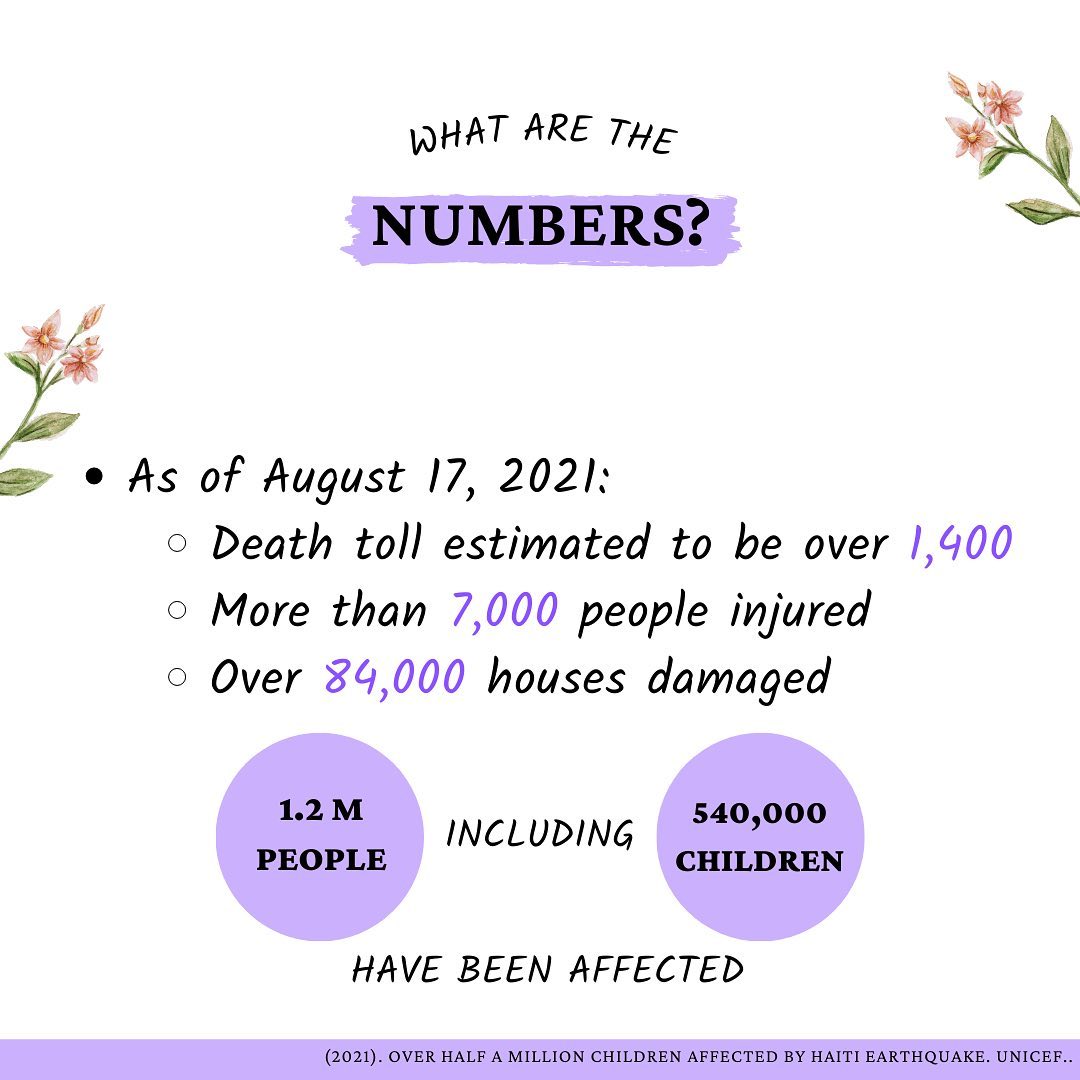 WHAT ARE THE
NUMBERS?
• As of August 17, 2021:
○ Death toll estimated to be over 1,400
○ More than 7,000 people injured
○ Over 84,000 houses damaged
1.2 M
PEOPLE
INCLUDING
540,000
CHILDREN
HAVE BEEN AFFECTED
(2021). OVER HALF A MILLION CHILDREN AFFECTED BY HAITI EARTHQUAKE. UNICEF..